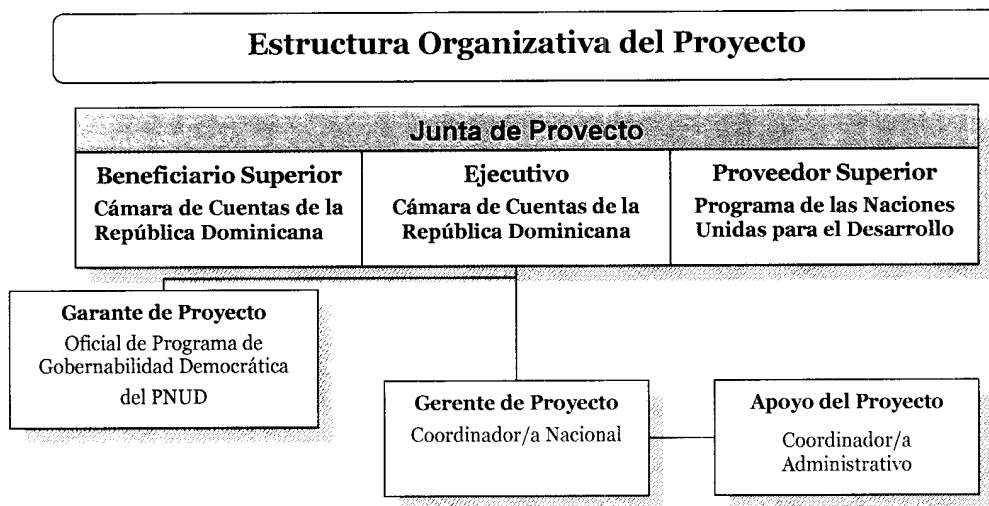 Estructura Organizativa del Proyecto
Junta de Proyecto
Beneficiario Superior
Cámara de Cuentas de la
República Dominicana
Ejecutivo
Cámara de Cuentas de la
República Dominicana
Proveedor Superior
Programa de las Naciones
Unidas para el Desarrollo
Garante de Proyecto
Oficial de Programa de
Gobernabilidad Democrática
del PNUD
Gerente de Proyecto
Coordinador/a Nacional
Apoyo del Proyecto
Coordinador/a
Administrativo